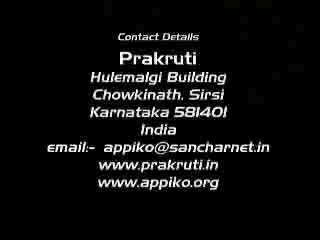 Contact Details
Prakruti
Hulemalgi Building
Chowkinath, Sirsi
Karnataka 581401
India
email:- appiko@sancharnet.in
www.prakruti.in
www.appiko.org